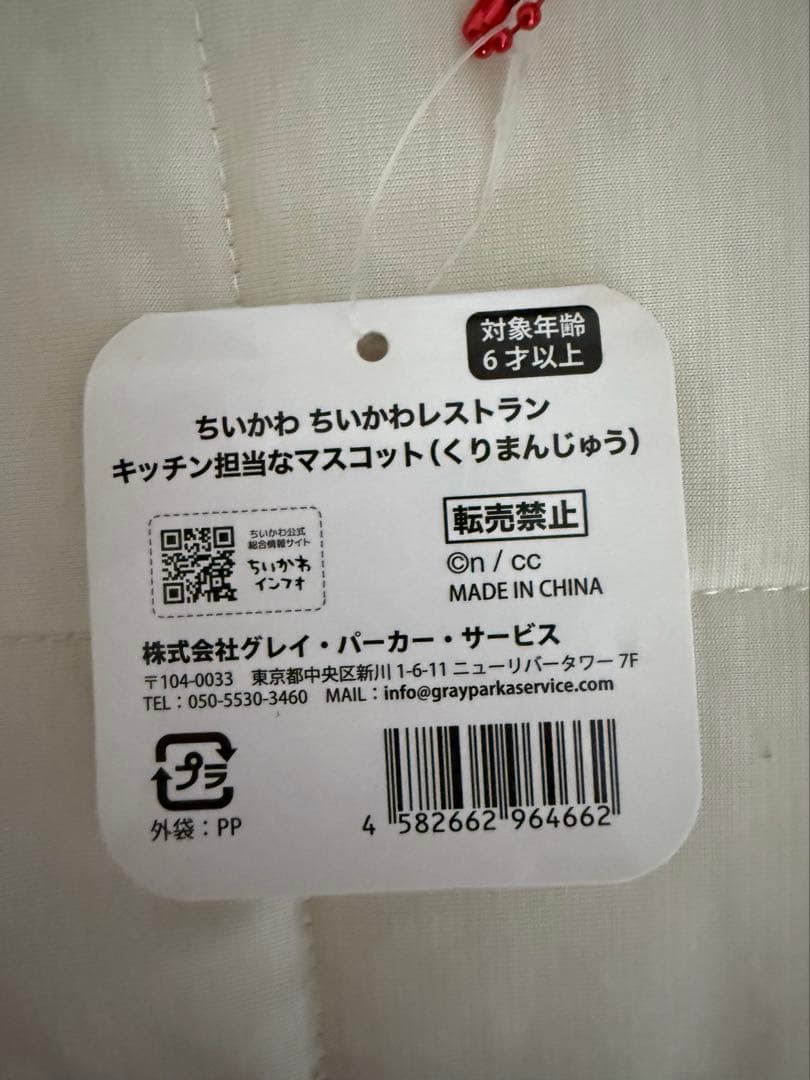 対象年齢
6才以上
ちいかわ ちいかわレストラン
キッチン担当なマスコット(くりまんじゅう)
ちいかわ公式
総合情報サイト
ちいかわ
インフォ
転売禁止
©n / cc
MADE IN CHINA
株式会社グレイ・パーカー・サービス
〒104-0033 東京都中央区新川 1-6-11 ニューリバータワー 7F
TEL：050-5530-3460 MAIL：info@grayparkaservice.com
プラ
外袋：PP
4 582662 964662